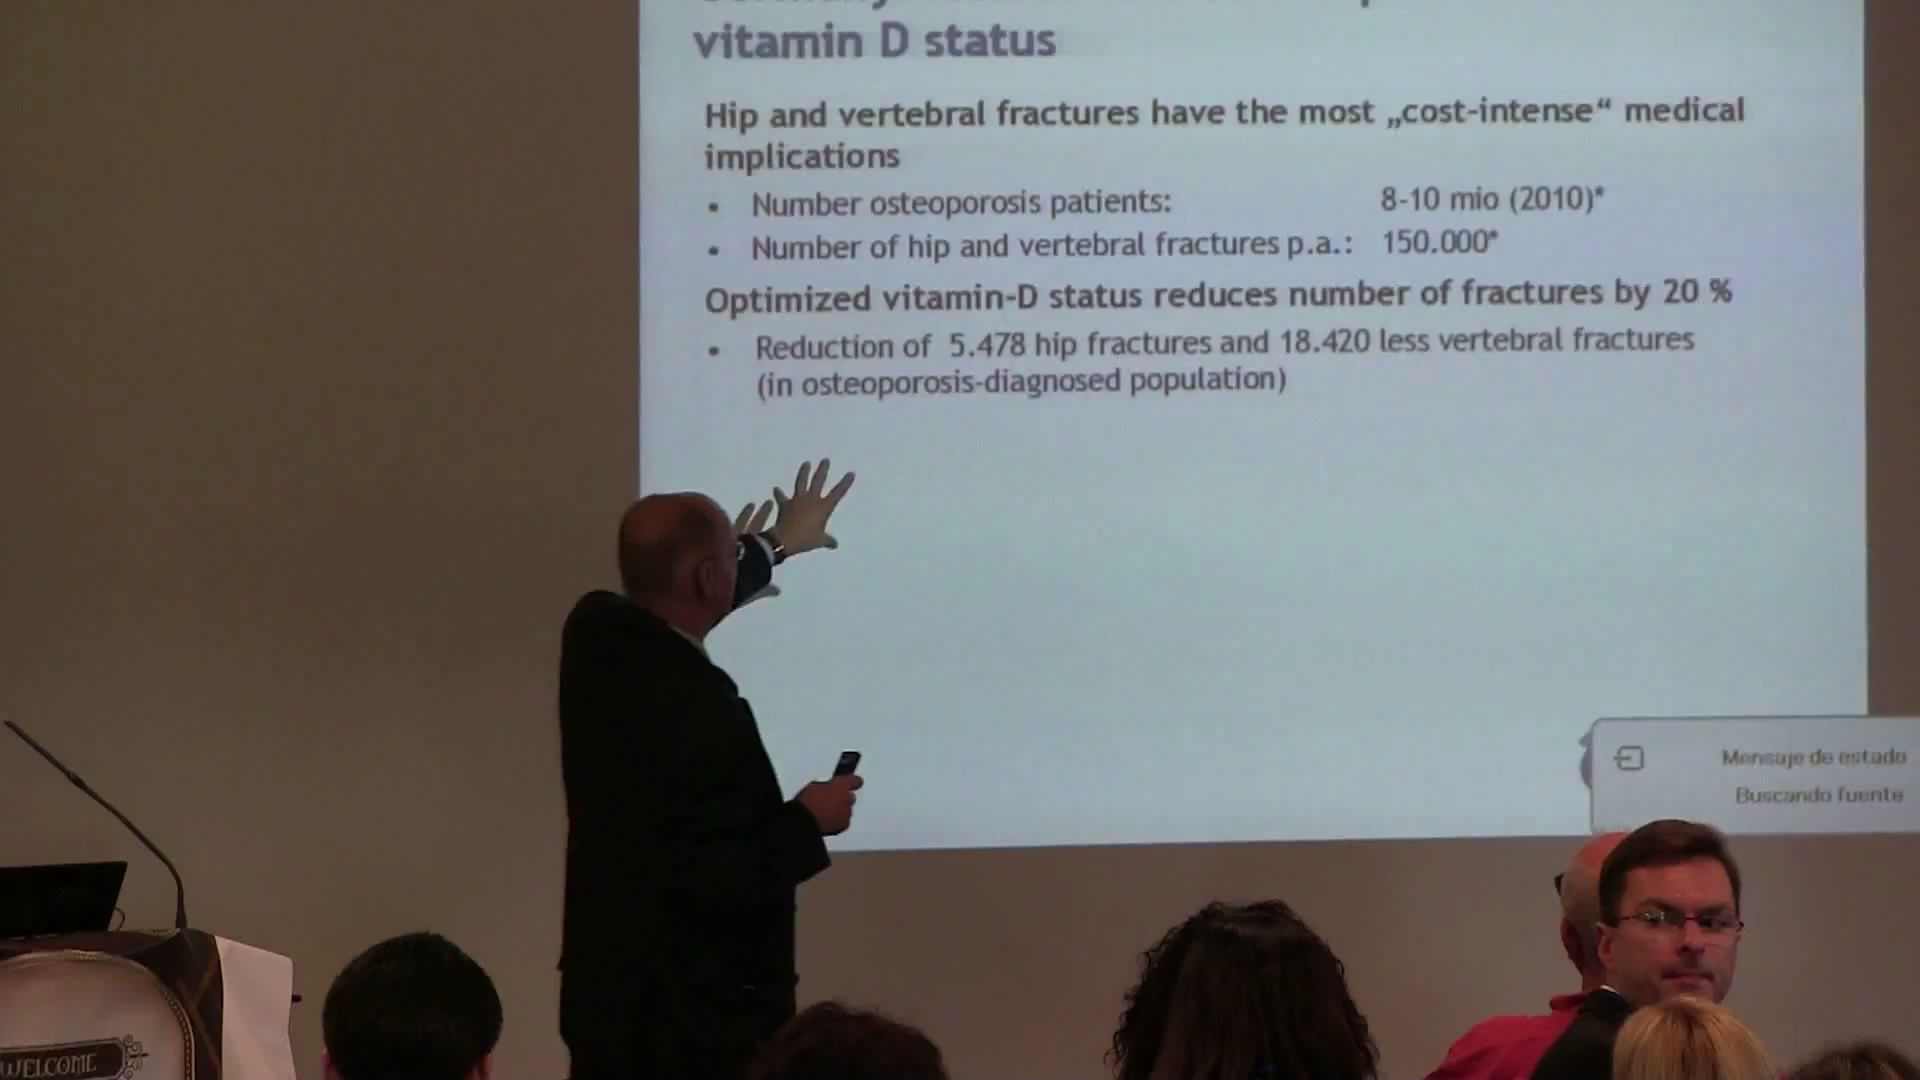 vitamin D status
Hip and vertebral fractures have the most „cost-intense“ medical
implications
• Number osteoporosis patients: 8-10 mio (2010)*
• Number of hip and vertebral fractures p.a.: 150.000*
Optimized vitamin-D status reduces number of fractures by 20 %
• Reduction of 5.478 hip fractures and 18.420 less vertebral fractures
(in osteoporosis-diagnosed population)
Mensaje de estado
Buscando fuente
WELCOME